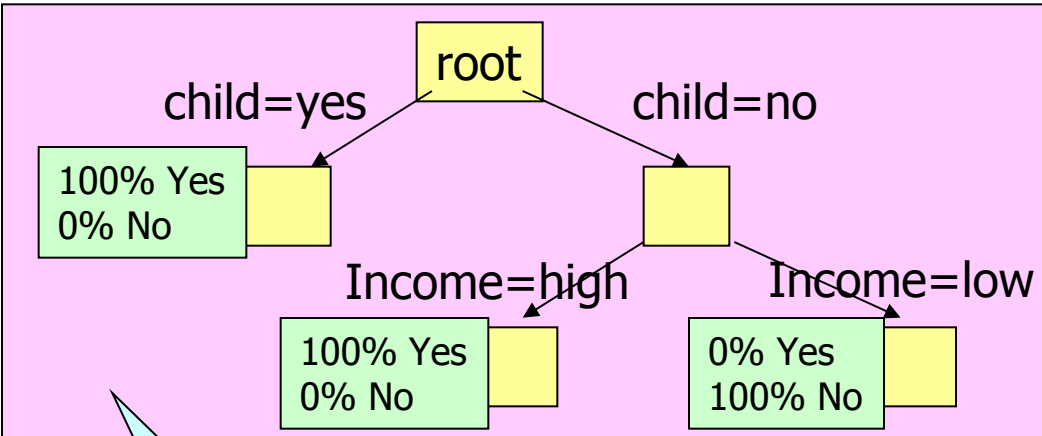 root
child=yes
child=no
100% Yes
0% No
Income=high
Income=low
100% Yes
0% No
0% Yes
100% No